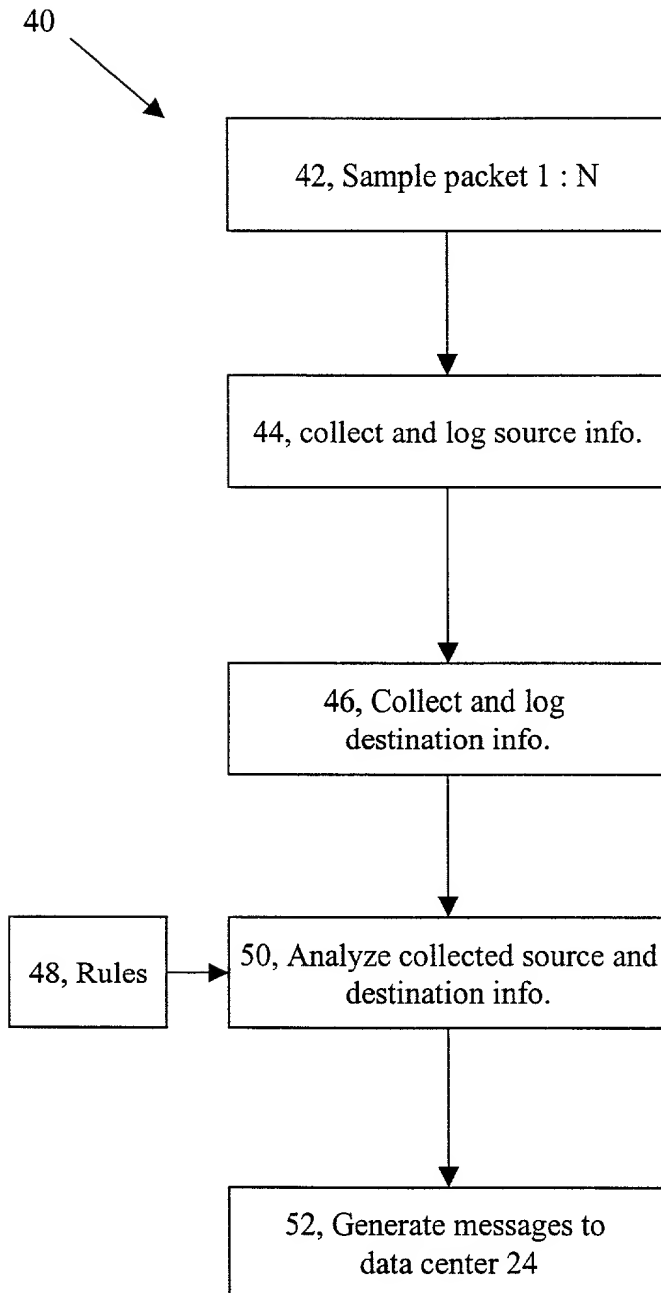 40
42, Sample packet 1 : N
44, collect and log source info.
46, Collect and log
destination info.
48, Rules
50, Analyze collected source and
destination info.
52, Generate messages to
data center 24